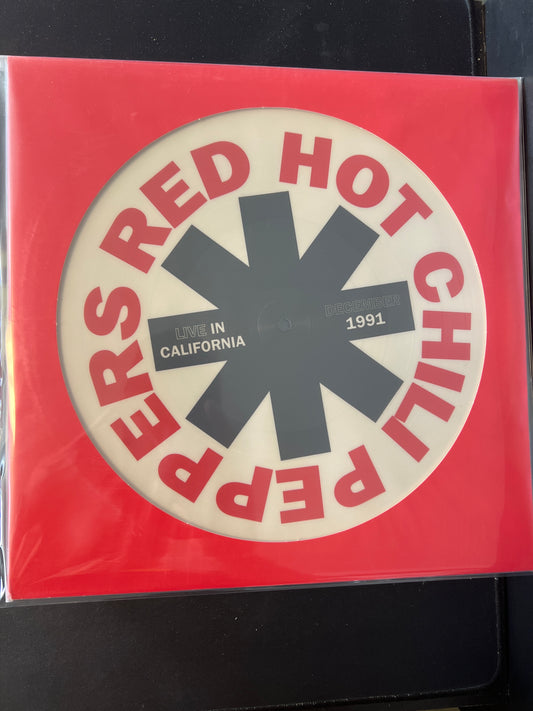 RED HOT CHILI PEPPERS
LIVE IN
CALIFORNIA
DECEMBER
1991